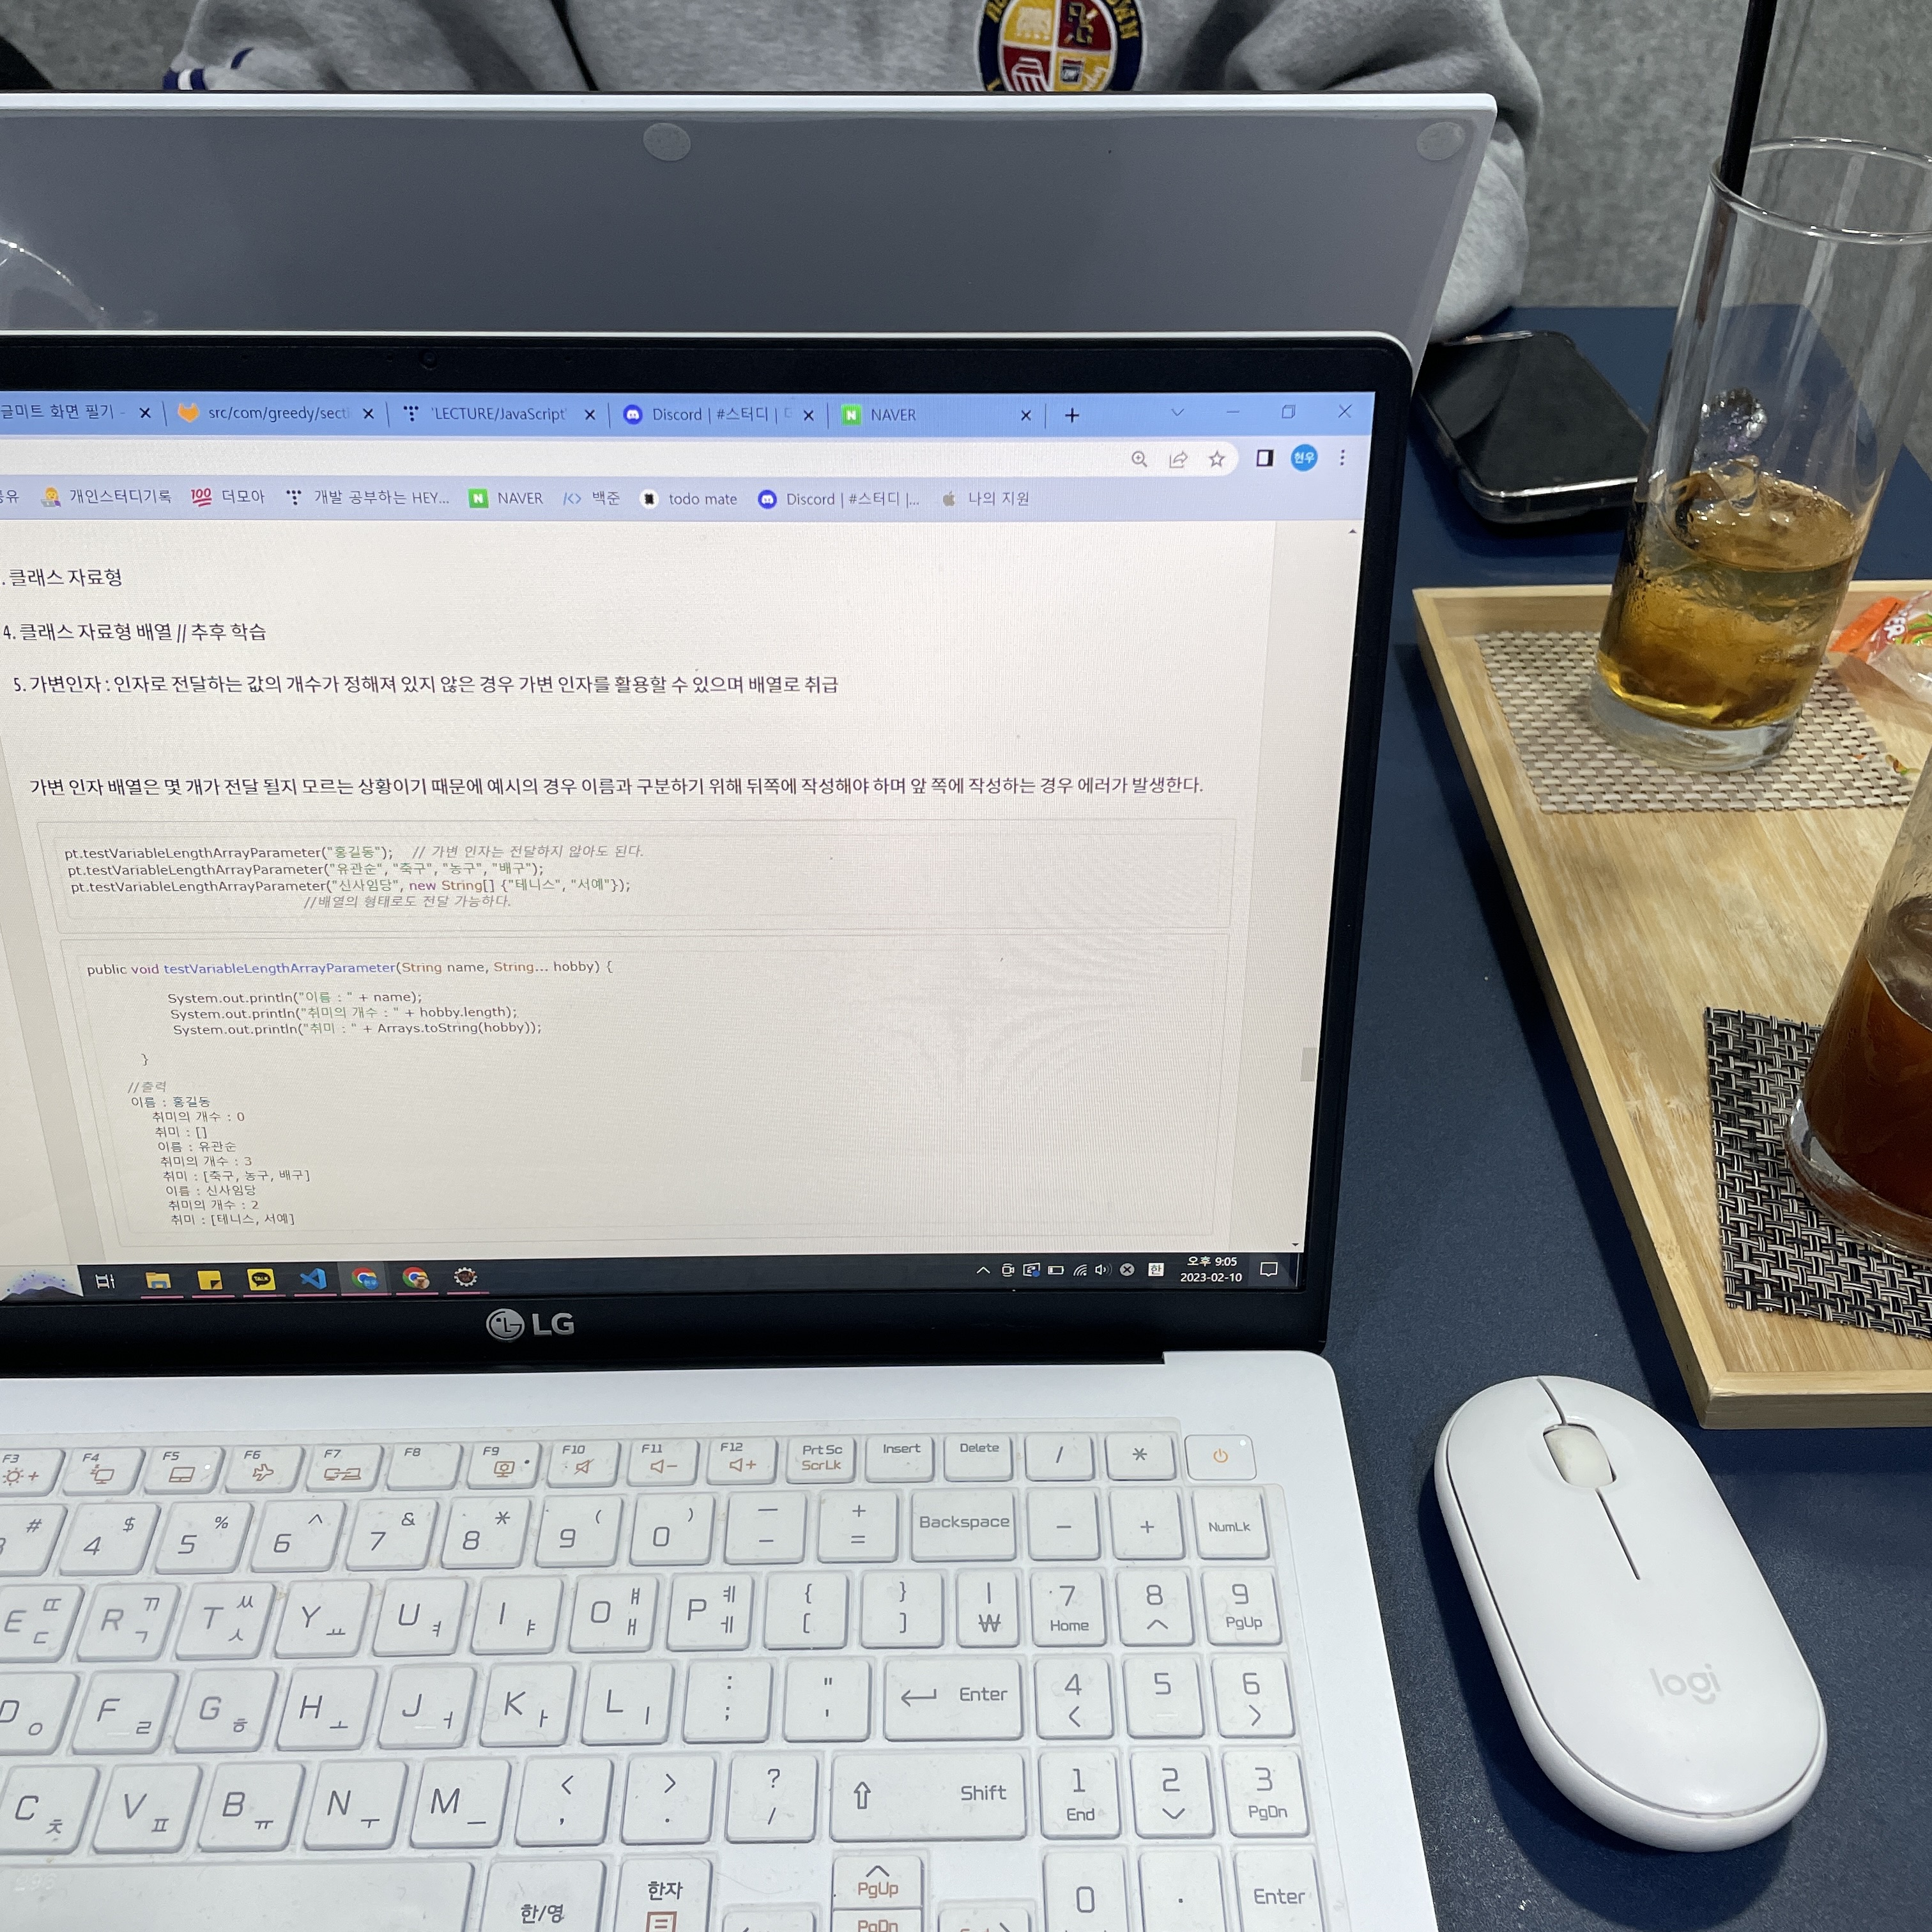 글미트 화면 필기 - src/com/greedy/secti 'LECTURE/JavaScript' Discord | #스터디 | NAVER
현우
공유 개인스터디기록 100 더모아 개발 공부하는 HEY... NAVER 백준 todo mate Discord | #스터디 |... 나의 지원
. 클래스 자료형
4. 클래스 자료형 배열 // 추후 학습
5. 가변인자 : 인자로 전달하는 값의 개수가 정해져 있지 않은 경우 가변 인자를 활용할 수 있으며 배열로 취급
가변 인자 배열은 몇 개가 전달 될지 모르는 상황이기 때문에 예시의 경우 이름과 구분하기 위해 뒤쪽에 작성해야 하며 앞 쪽에 작성하는 경우 에러가 발생한다.
pt.testVariableLengthArrayParameter("홍길동"); // 가변 인자는 전달하지 않아도 된다.
pt.testVariableLengthArrayParameter("유관순", "축구", "농구", "배구");
pt.testVariableLengthArrayParameter("신사임당", new String[] {"테니스", "서예"});
//배열의 형태로도 전달 가능하다.
public void testVariableLengthArrayParameter(String name, String... hobby) {
System.out.println("이름 : " + name);
System.out.println("취미의 개수 : " + hobby.length);
System.out.println("취미 : " + Arrays.toString(hobby));
}
//출력
이름 : 홍길동
취미의 개수 : 0
취미 : []
이름 : 유관순
취미의 개수 : 3
취미 : [축구, 농구, 배구]
이름 : 신사임당
취미의 개수 : 2
취미 : [테니스, 서예]
TALK 한 오후 9:05
2023-02-10
LG
F3 F4 F5 F6 F7 F8 F9 F10 F11 F12 Prt Sc ScrLk Insert Delete / *
# 4 $ 5 % 6 ^ 7 & 8 * 9 ( 0 ) — – + = Backspace – + NumLk
E ㄸ ㄷ R ㄲ ㄱ T ㅆ ㅅ Y ㅛ U ㅕ I ㅑ O ㅒ ㅐ P ㅖ ㅔ { [ } ] | ₩ 7 Home 8 9 PgUp
D ㅇ F ㄹ G ㅎ H ㅗ J ㅓ K ㅏ L ㅣ : ; " ' Enter 4 5 6
C ㅊ V ㅍ B ㅠ N ㅜ M ㅡ < , > . ? / Shift 1 End 2 3 PgDn
한/영 한자 PgUp 0 . Enter
PgDn
logi